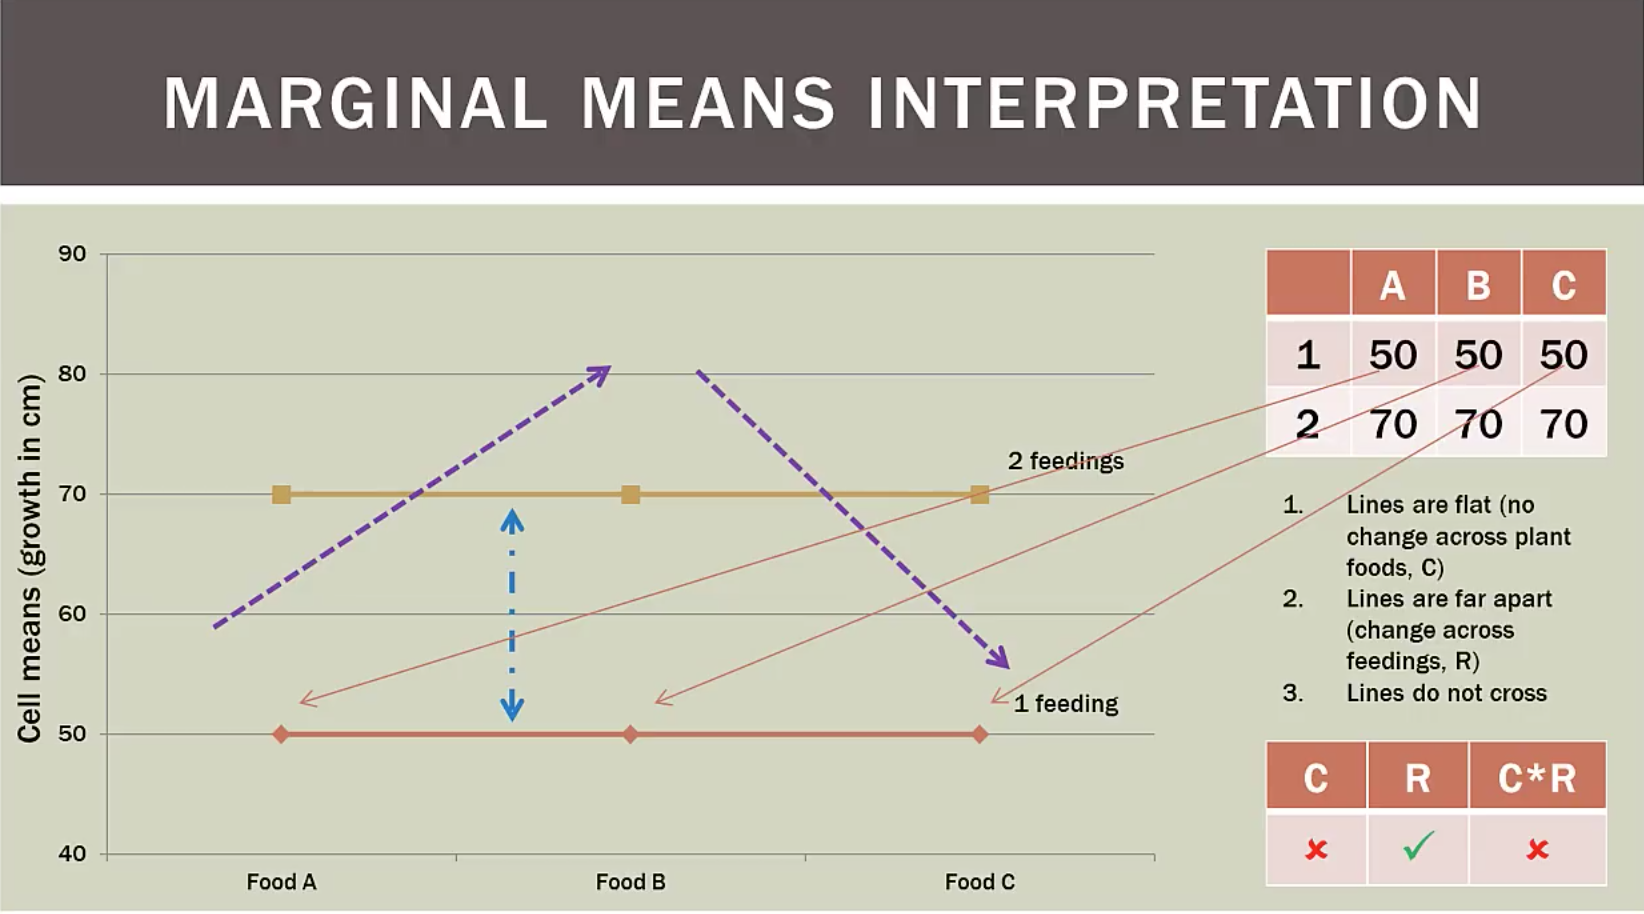 MARGINAL MEANS INTERPRETATION
Cell means (growth in cm)
90
80
70
60
50
40
2 feedings
1 feeding
Food A
Food B
Food C
A B C
1 50 50 50
2 70 70 70
1. Lines are flat (no
change across plant
foods, C)
2. Lines are far apart
(change across
feedings, R)
3. Lines do not cross
C R C*R
✘ ✓ ✘